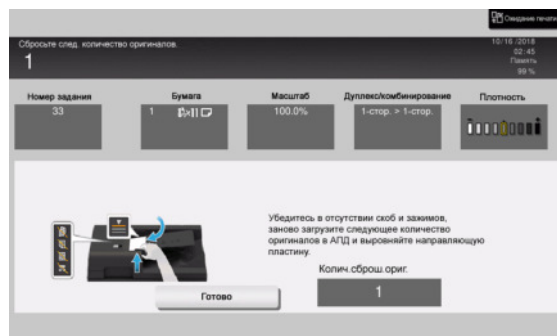 Ожидание печати
Сбросьте след. количество оригиналов.
1
10/16 /2018
02:45
Память
99 %
Номер задания
Бумага
Масштаб
Дуплекс/комбинирование
Плотность
33
1
100.0%
1-стор. > 1-стор.
Убедитесь в отсутствии скоб и зажимов,
заново загрузите следующее количество
оригиналов в АПД и выровняйте направляющую
пластину.
Колич.сброш.ориг.
Готово
1